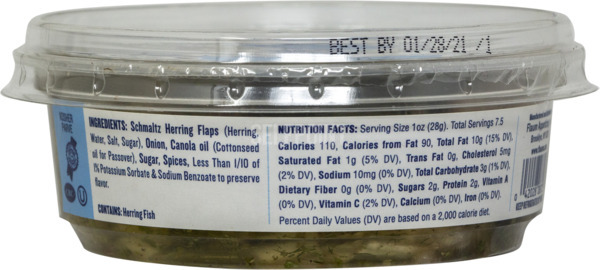 BEST BY 01/28/21 /1
KOSHER
PARVE
INGREDIENTS: Schmaltz Herring Flaps (Herring,
Water, Salt, Sugar), Onion, Canola oil (Cottonseed
oil for Passover), Sugar, Spices, Less Than 1/10 of
1% Potassium Sorbate & Sodium Benzoate to preserve
flavor.
CONTAINS: Herring Fish
NUTRITION FACTS: Serving Size 1oz (28g). Total Servings 7.5
Calories 110, Calories from Fat 90, Total Fat 10g (15% DV),
Saturated Fat 1g (5% DV), Trans Fat 0g, Cholesterol 5mg
(2% DV), Sodium 10mg (0% DV), Total Carbohydrate 3g (1% DV),
Dietary Fiber 0g (0% DV), Sugars 2g, Protein 2g, Vitamin A
(0% DV), Vitamin C (2% DV), Calcium (0% DV), Iron (2% DV)
Percent Daily Values (DV) are based on a 2,000 calorie diet.